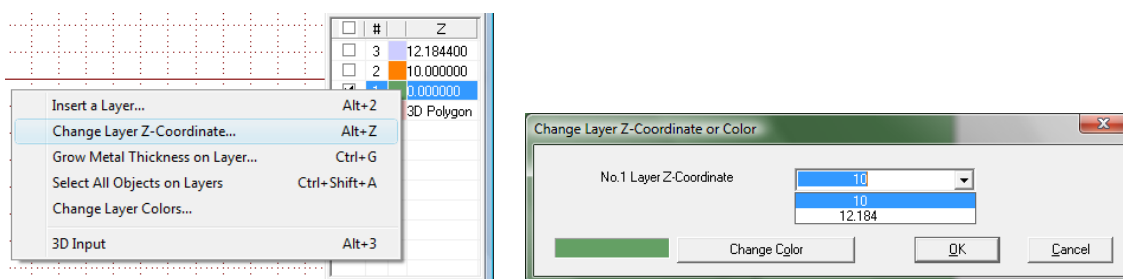 # Z
3 12.184400
2 10.000000
1 0.000000
3D Polygon
Insert a Layer... Alt+2
Change Layer Z-Coordinate... Alt+Z
Grow Metal Thickness on Layer... Ctrl+G
Select All Objects on Layers Ctrl+Shift+A
Change Layer Colors...
3D Input Alt+3
Change Layer Z-Coordinate or Color
No.1 Layer Z-Coordinate 10
10
12.184
Change Color OK Cancel